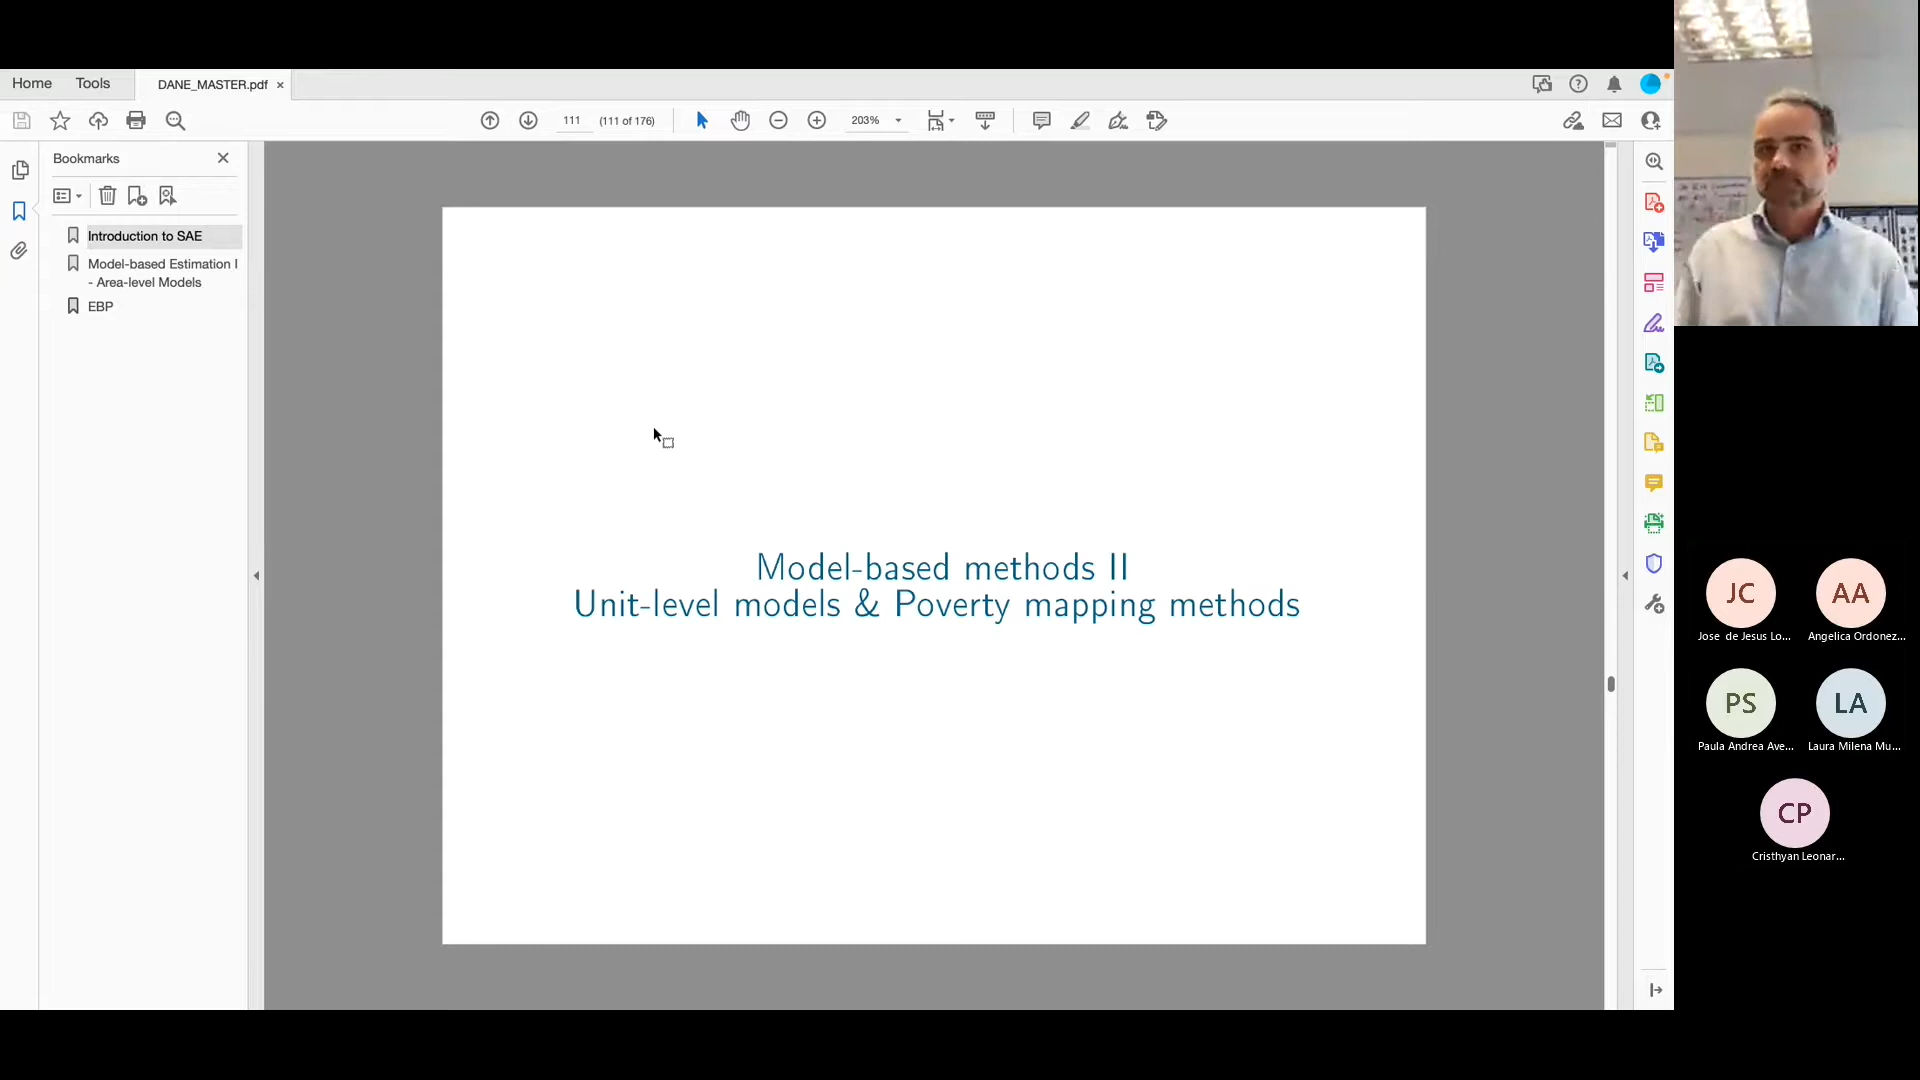 Home
Tools
DANE_MASTER.pdf
111
(111 of 176)
203%
Bookmarks
Introduction to SAE
Model-based Estimation I
- Area-level Models
EBP
Model-based methods II
Unit-level models & Poverty mapping methods
JC
AA
Jose de Jesus Lo...
Angelica Ordonez...
PS
LA
Paula Andrea Ave...
Laura Milena Mu...
CP
Cristhyan Leonar...